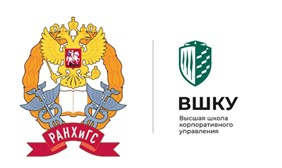 РАНХиГС
ВШКУ
Высшая школа
корпоративного
управления